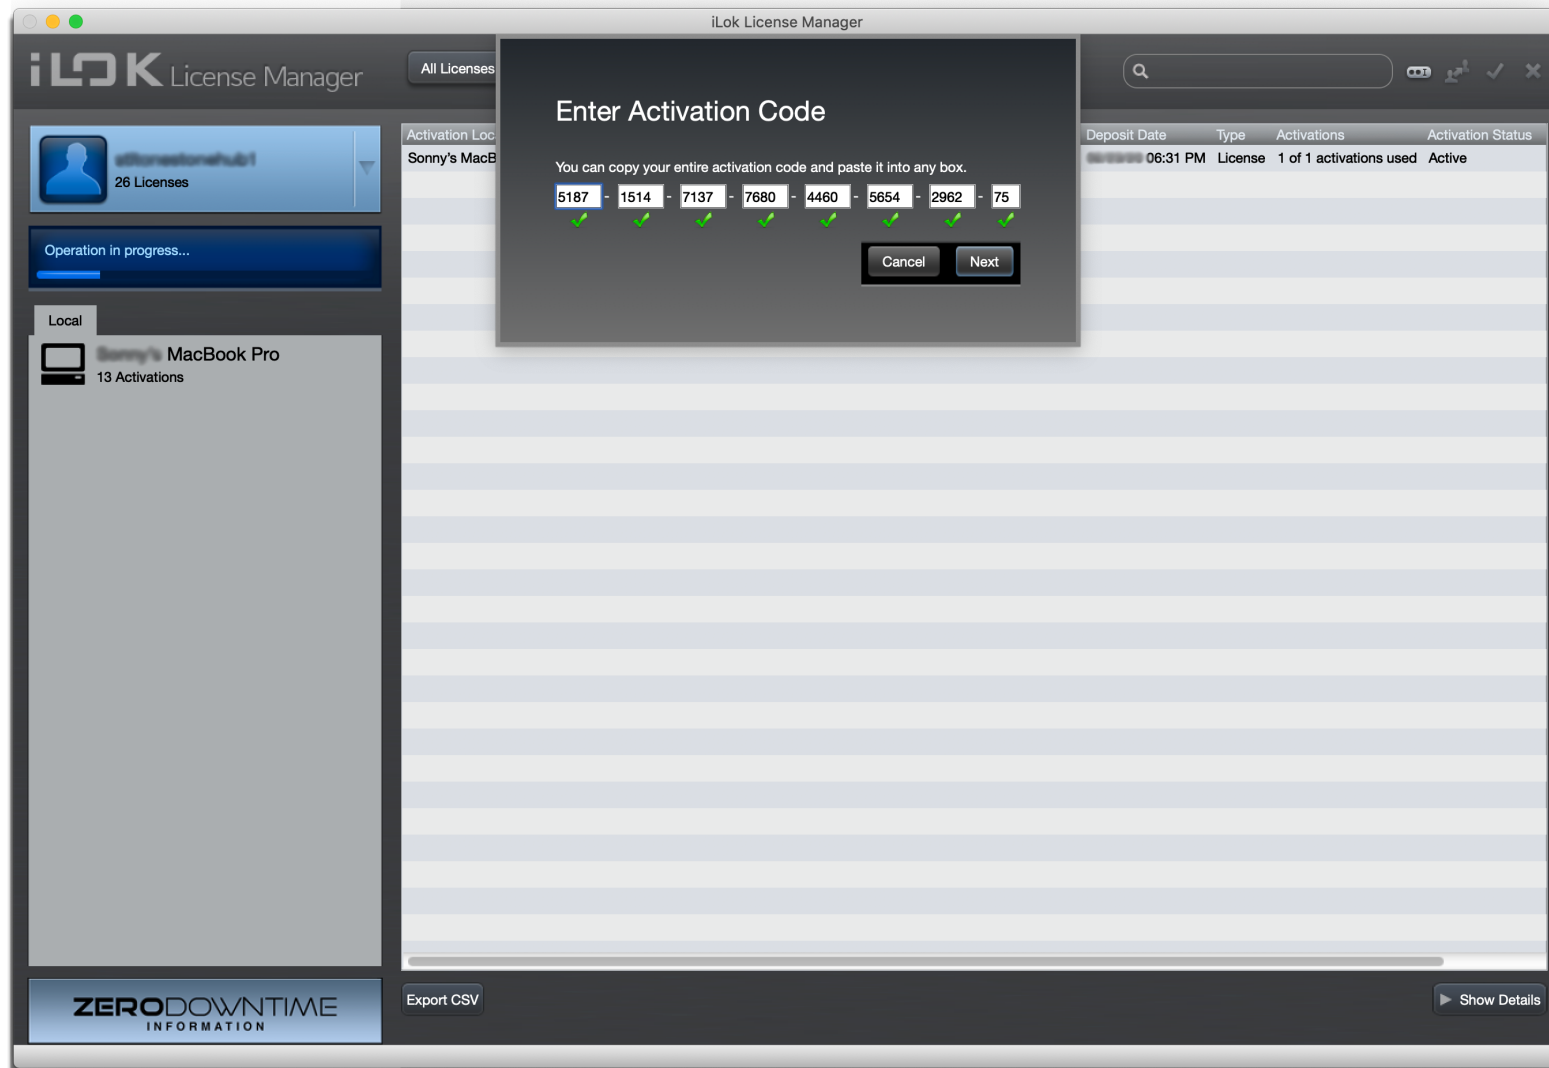 iLok License Manager
iLOK License Manager
All Licenses
Enter Activation Code
You can copy your entire activation code and paste it into any box.
5187 - 1514 - 7137 - 7680 - 4460 - 5654 - 2962 - 75
Cancel
Next
26 Licenses
Operation in progress...
Local
MacBook Pro
13 Activations
Activation Loc
Deposit Date Type Activations Activation Status
Sonny's MacB
06:31 PM License 1 of 1 activations used Active
ZERODOWNTIME
INFORMATION
Export CSV
Show Details